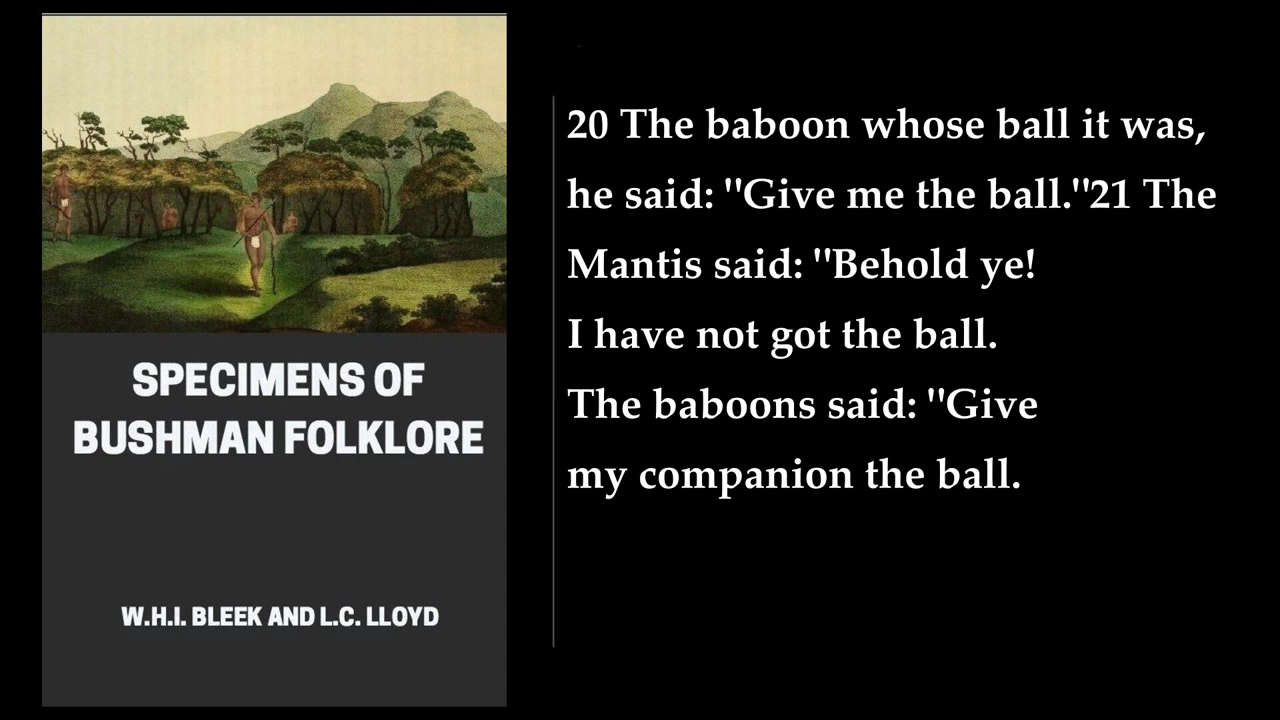 SPECIMENS OF
BUSHMAN FOLKLORE
W.H.I. BLEEK AND L.C. LLOYD
20 The baboon whose ball it was,
he said: "Give me the ball."21 The
Mantis said: "Behold ye!
I have not got the ball.
The baboons said: "Give
my companion the ball.